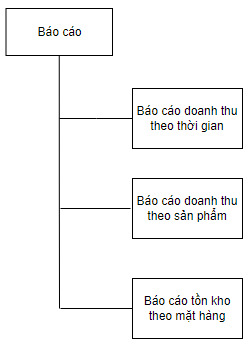 Báo cáo
Báo cáo doanh thu
theo thời gian
Báo cáo doanh thu
theo sản phẩm
Báo cáo tồn kho
theo mặt hàng